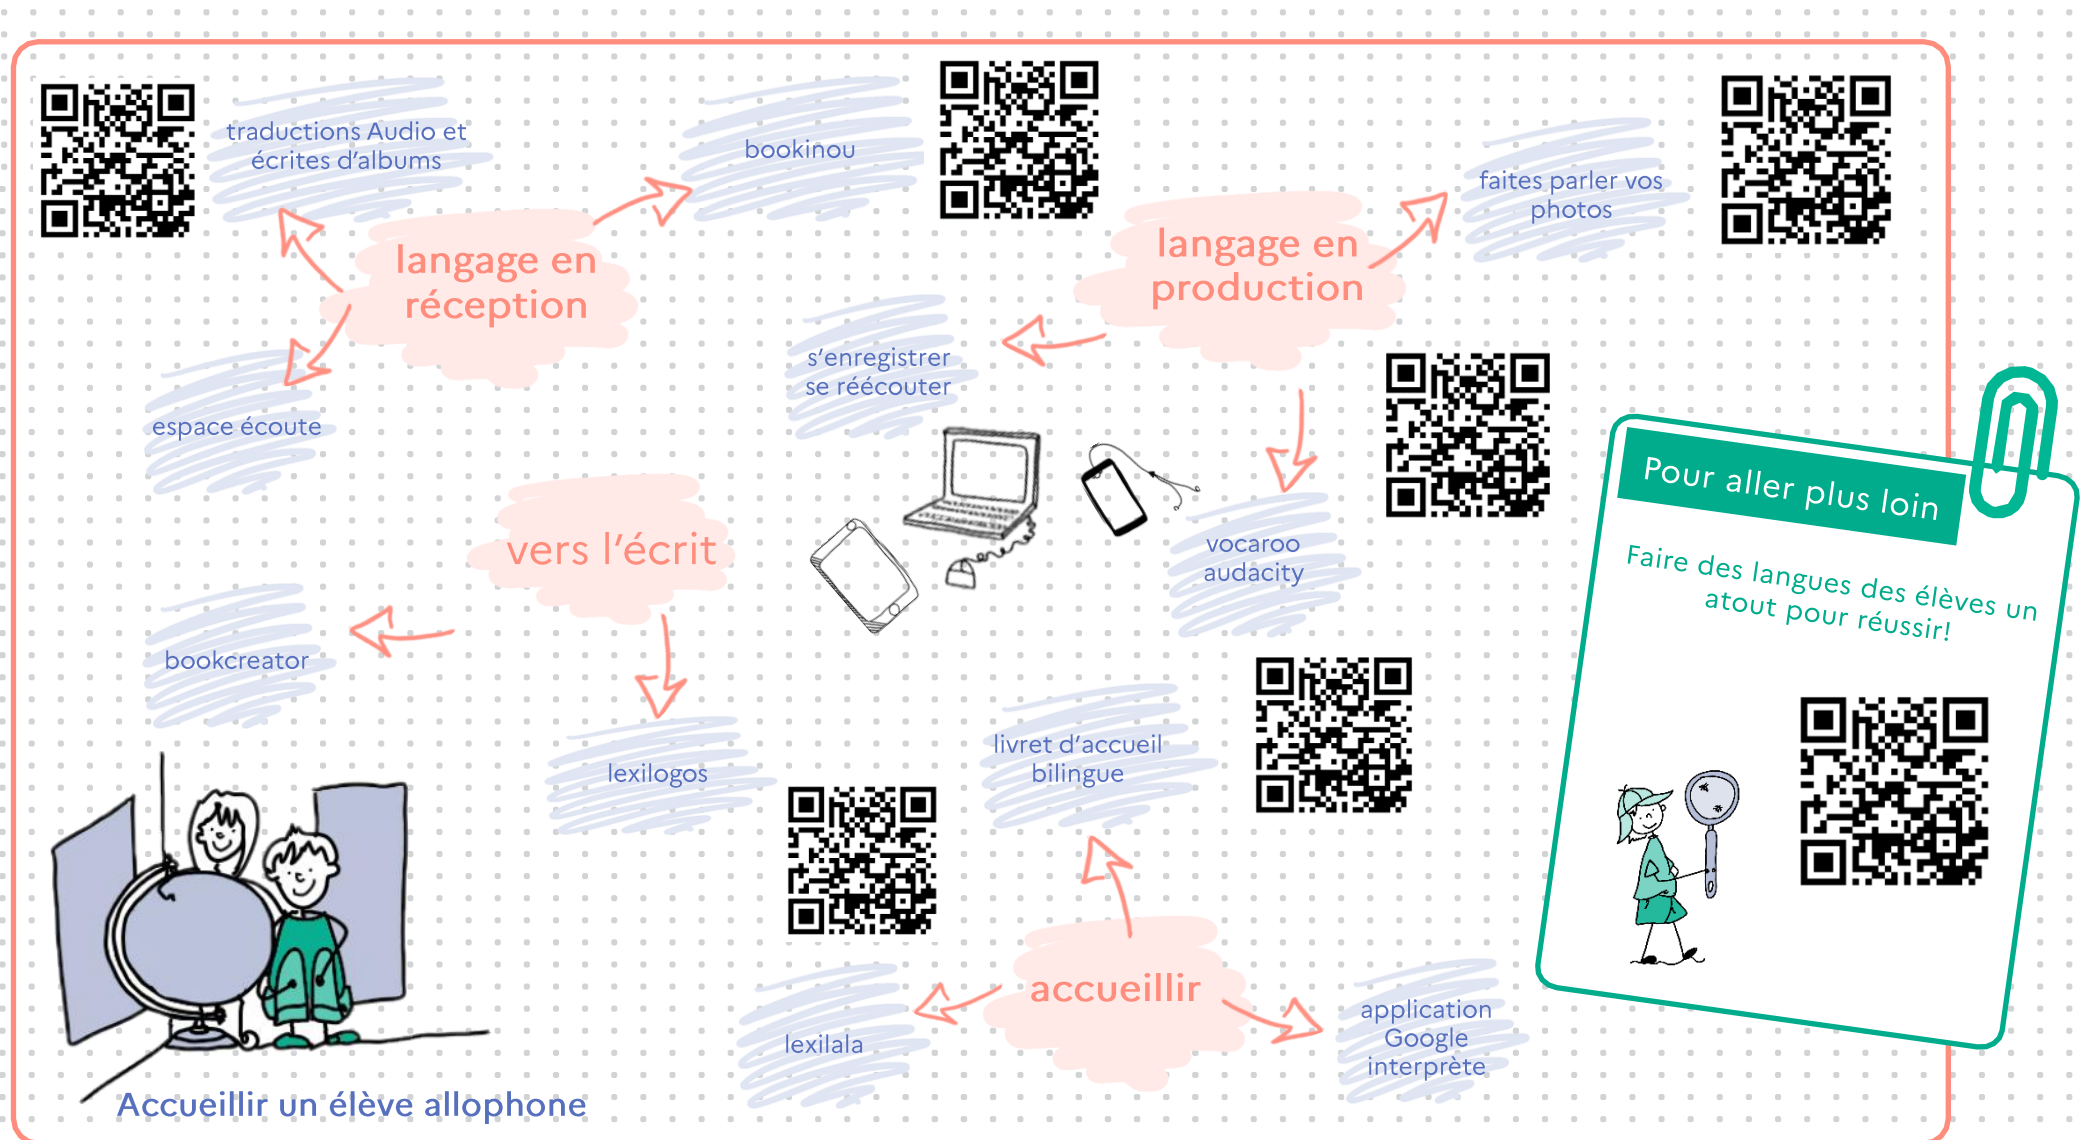 traductions Audio et
écrites d'albums
bookinou
langage en
réception
espace écoute
langage en
production
faites parler vos
photos
s'enregistrer
se réécouter
vocaroo
audacity
vers l'écrit
bookcreator
lexilogos
livret d'accueil
bilingue
accueillir
lexilala
application
Google
interprète
Accueillir un élève allophone
Pour aller plus loin
Faire des langues des élèves un
atout pour réussir!